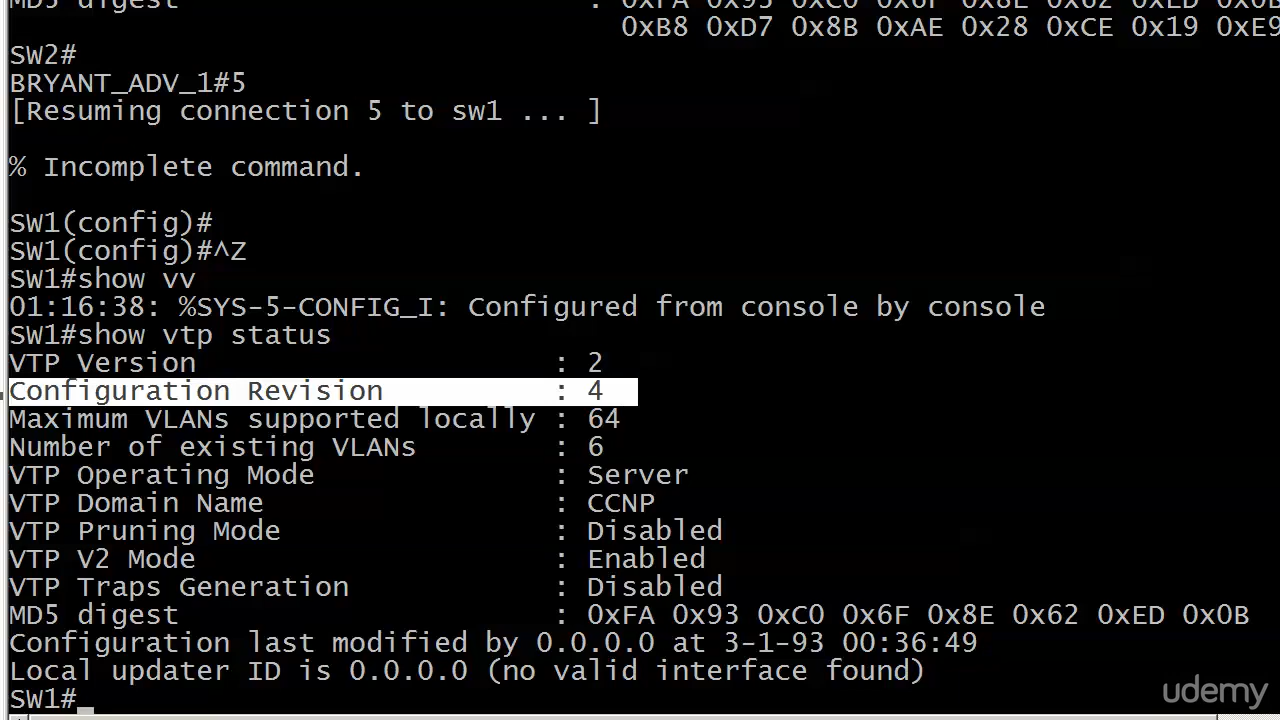 MD5 digest : 0xFA 0x93 0xC0 0x6F 0x8E 0x62 0xED 0x0B
0xB8 0xD7 0x8B 0xAE 0x28 0xCE 0x19 0xE9
SW2#
BRYANT_ADV_1#5
[Resuming connection 5 to sw1 ... ]
% Incomplete command.
SW1(config)#
SW1(config)#^Z
SW1#show vv
01:16:38: %SYS-5-CONFIG_I: Configured from console by console
SW1#show vtp status
VTP Version : 2
Configuration Revision : 4
Maximum VLANs supported locally : 64
Number of existing VLANs : 6
VTP Operating Mode : Server
VTP Domain Name : CCNP
VTP Pruning Mode : Disabled
VTP V2 Mode : Enabled
VTP Traps Generation : Disabled
MD5 digest : 0xFA 0x93 0xC0 0x6F 0x8E 0x62 0xED 0x0B
Configuration last modified by 0.0.0.0 at 3-1-93 00:36:49
Local updater ID is 0.0.0.0 (no valid interface found)
SW1#_
udemy